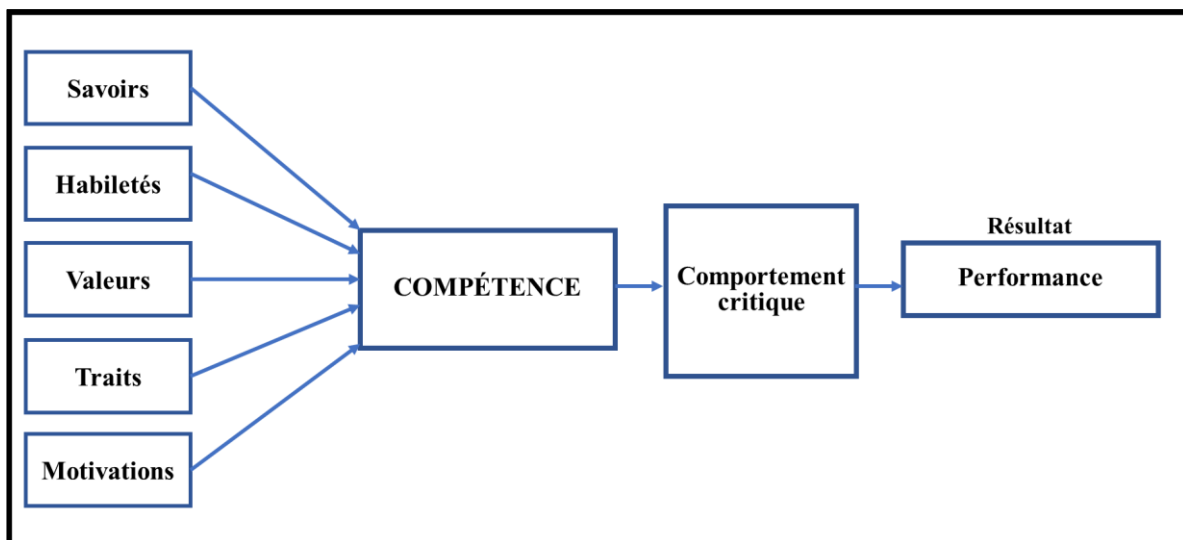 Savoirs
Habiletés
Valeurs
Traits
Motivations
COMPÉTENCE
Comportement
critique
Résultat
Performance